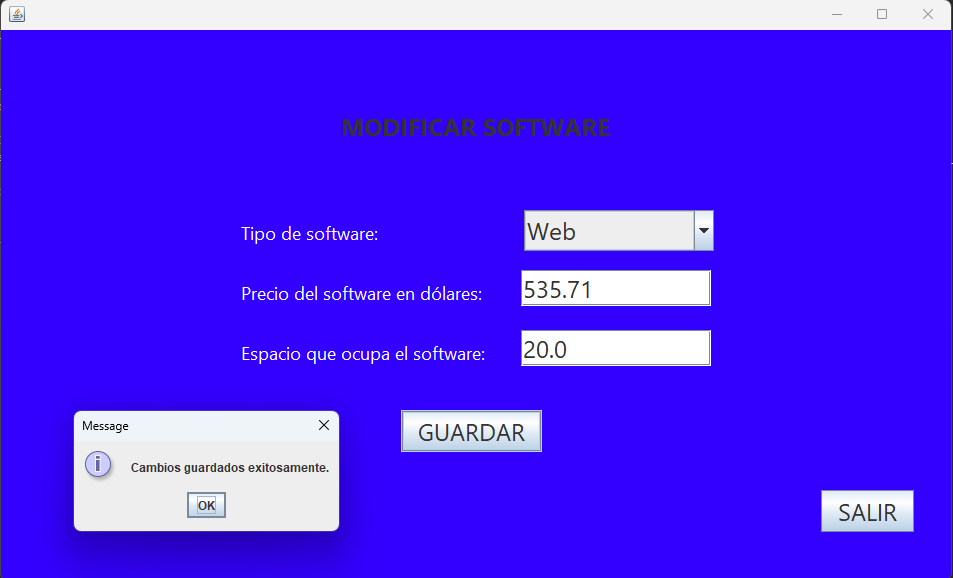 MODIFICAR SOFTWARE
Tipo de software:
Web
Precio del software en dólares:
535.71
Espacio que ocupa el software:
20.0
GUARDAR
Message
Cambios guardados exitosamente.
OK
SALIR